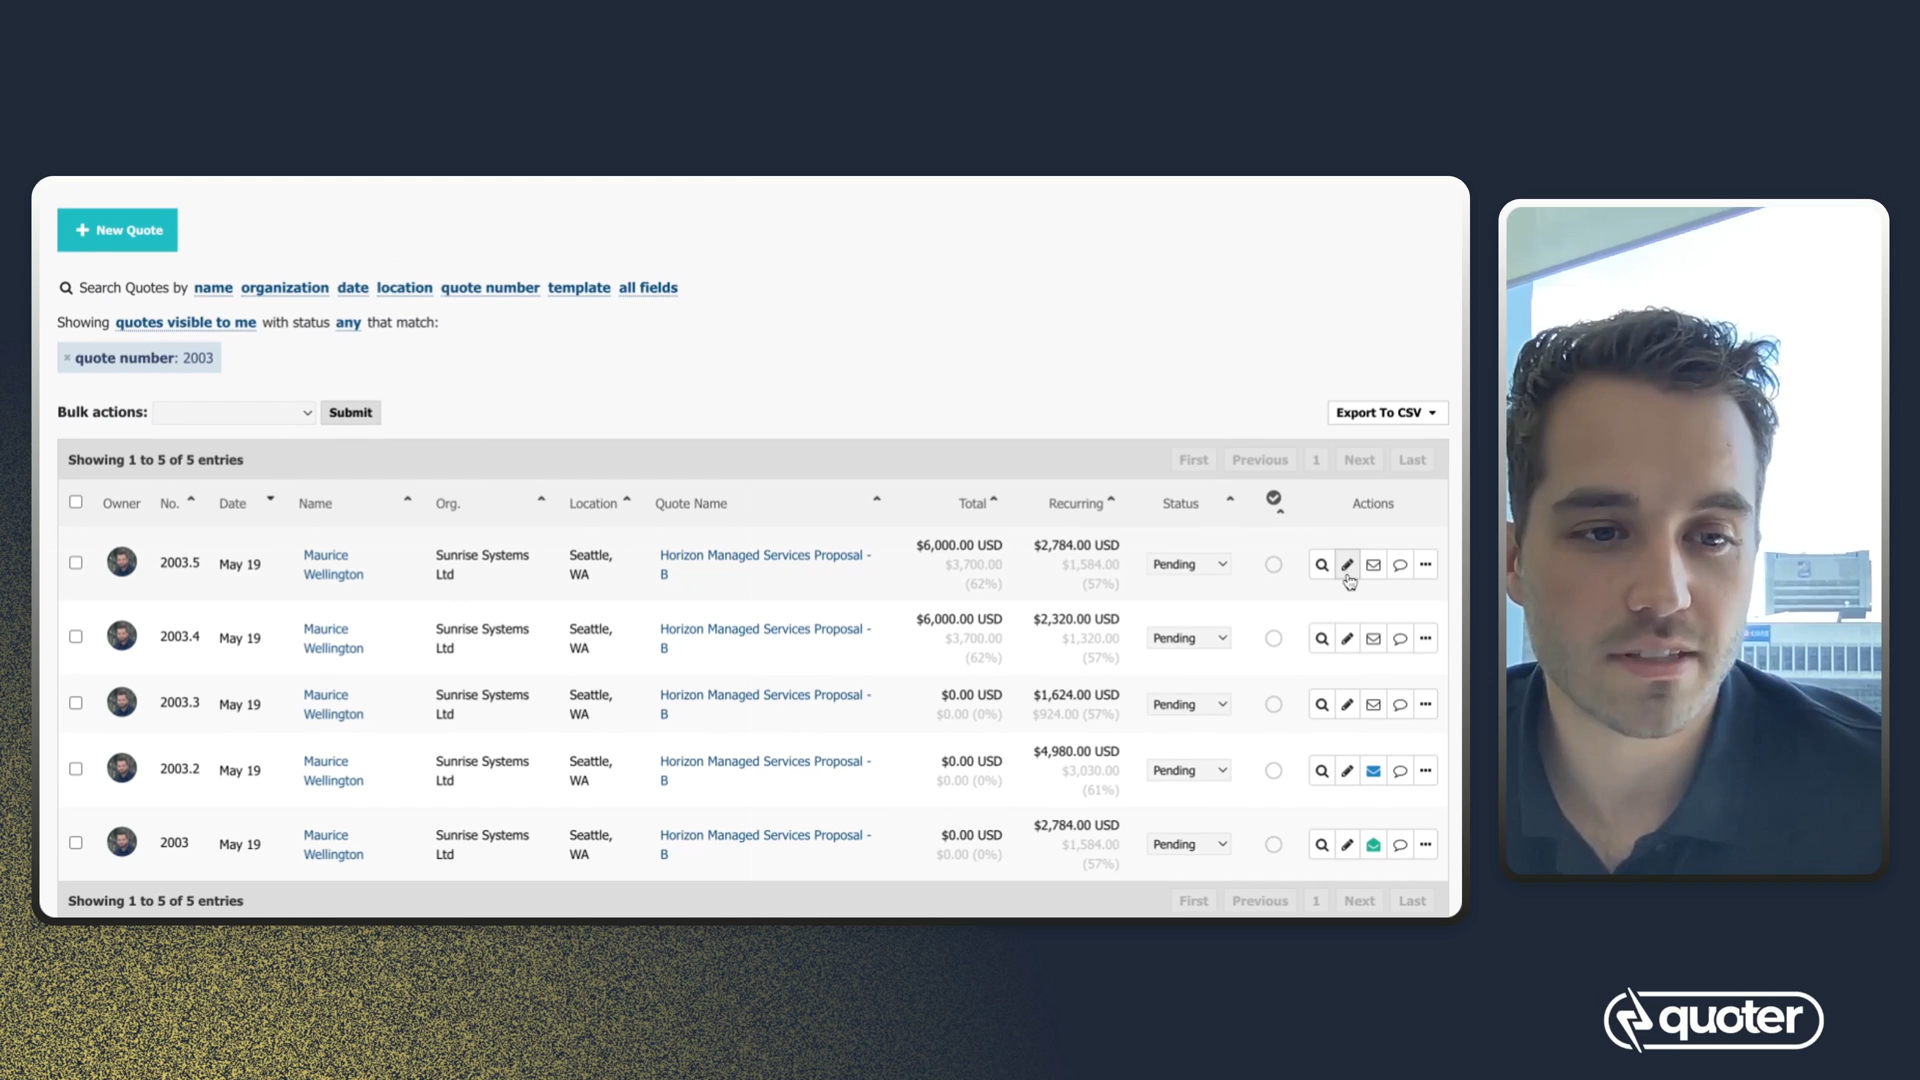 + New Quote
Search Quotes by name organization date location quote number template all fields
Showing quotes visible to me with status any that match:
× quote number: 2003
Bulk actions: Submit Export To CSV
Showing 1 to 5 of 5 entries First Previous 1 Next Last
Owner No. Date Name Org. Location Quote Name Total Recurring Status Actions
2003.5 May 19 Maurice Wellington Sunrise Systems Ltd Seattle, WA Horizon Managed Services Proposal - B $6,000.00 USD $3,700.00 (62%) $2,784.00 USD $1,584.00 (57%) Pending
2003.4 May 19 Maurice Wellington Sunrise Systems Ltd Seattle, WA Horizon Managed Services Proposal - B $6,000.00 USD $3,700.00 (62%) $2,320.00 USD $1,320.00 (57%) Pending
2003.3 May 19 Maurice Wellington Sunrise Systems Ltd Seattle, WA Horizon Managed Services Proposal - B $0.00 USD $0.00 (0%) $1,624.00 USD $924.00 (57%) Pending
2003.2 May 19 Maurice Wellington Sunrise Systems Ltd Seattle, WA Horizon Managed Services Proposal - B $0.00 USD $0.00 (0%) $4,980.00 USD $3,030.00 (61%) Pending
2003 May 19 Maurice Wellington Sunrise Systems Ltd Seattle, WA Horizon Managed Services Proposal - B $0.00 USD $0.00 (0%) $2,784.00 USD $1,584.00 (57%) Pending
Showing 1 to 5 of 5 entries First Previous 1 Next Last
quoter